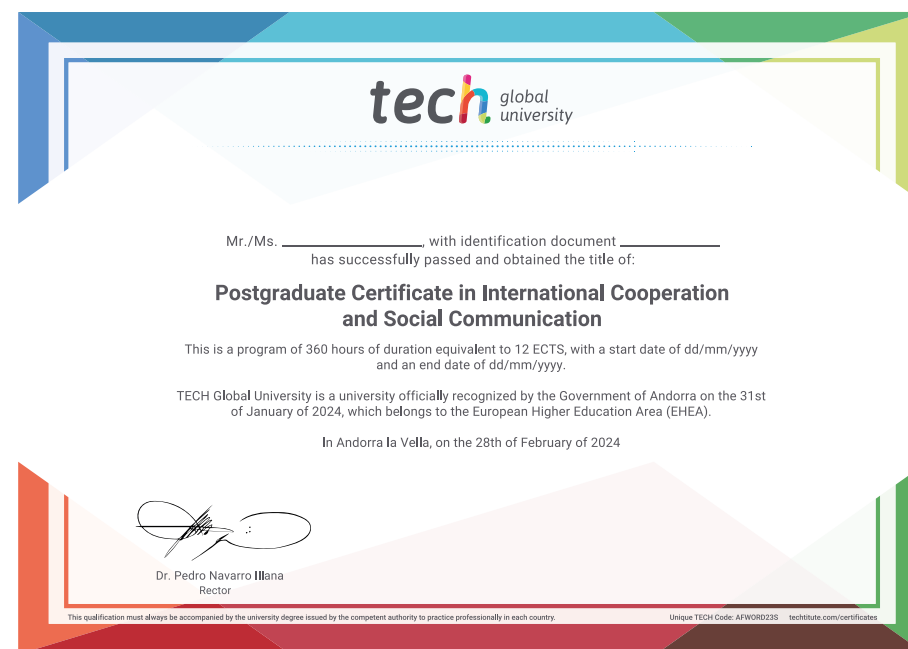 tech global university
Mr./Ms. ____________, with identification document ____________
has successfully passed and obtained the title of:
Postgraduate Certificate in International Cooperation
and Social Communication
This is a program of 360 hours of duration equivalent to 12 ECTS, with a start date of dd/mm/yyyy
and an end date of dd/mm/yyyy.
TECH Global University is a university officially recognized by the Government of Andorra on the 31st
of January of 2024, which belongs to the European Higher Education Area (EHEA).
In Andorra la Vella, on the 28th of February of 2024
Dr. Pedro Navarro Illana
Rector
This qualification must always be accompanied by the university degree issued by the competent authority to practice professionally in each country. Unique TECH Code: AFWORD23S techtitute.com/certificates